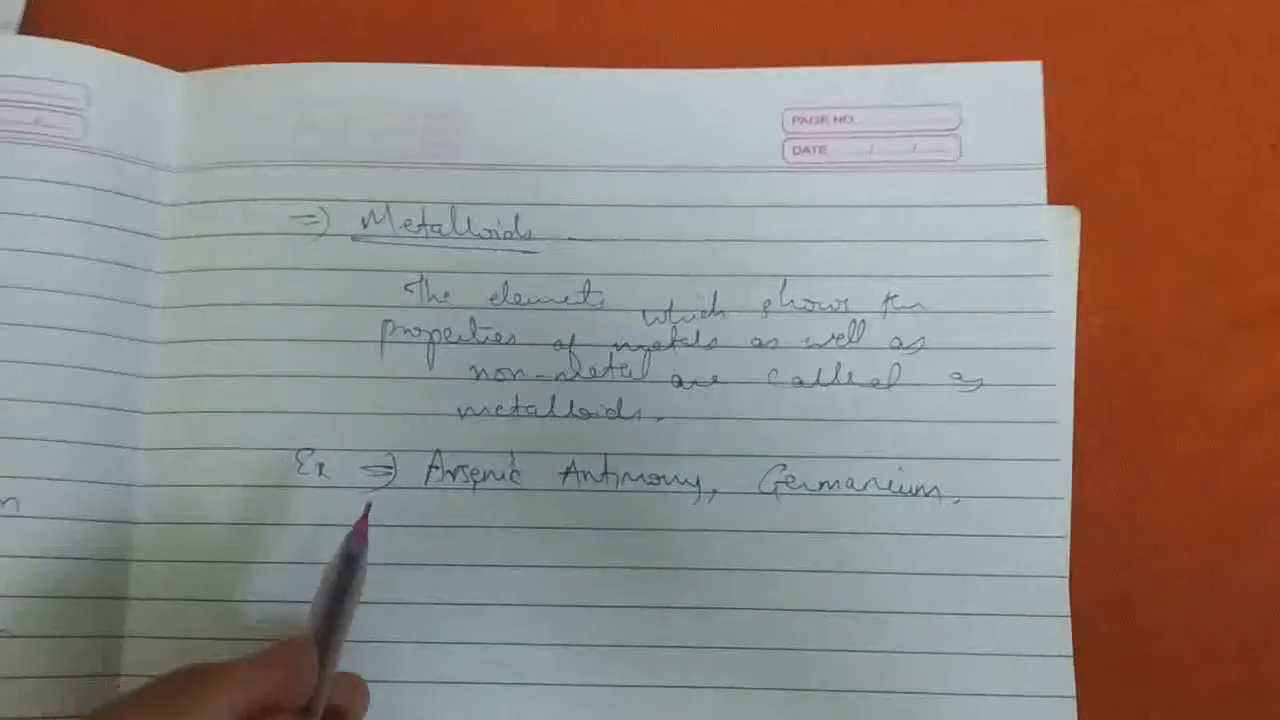 PAGE NO.
DATE
=) Metalloids
The elements which shows the
properties of metals as well as
non-metal are called as
metalloids.
Ex => Arsenic Antimony, Germanium.